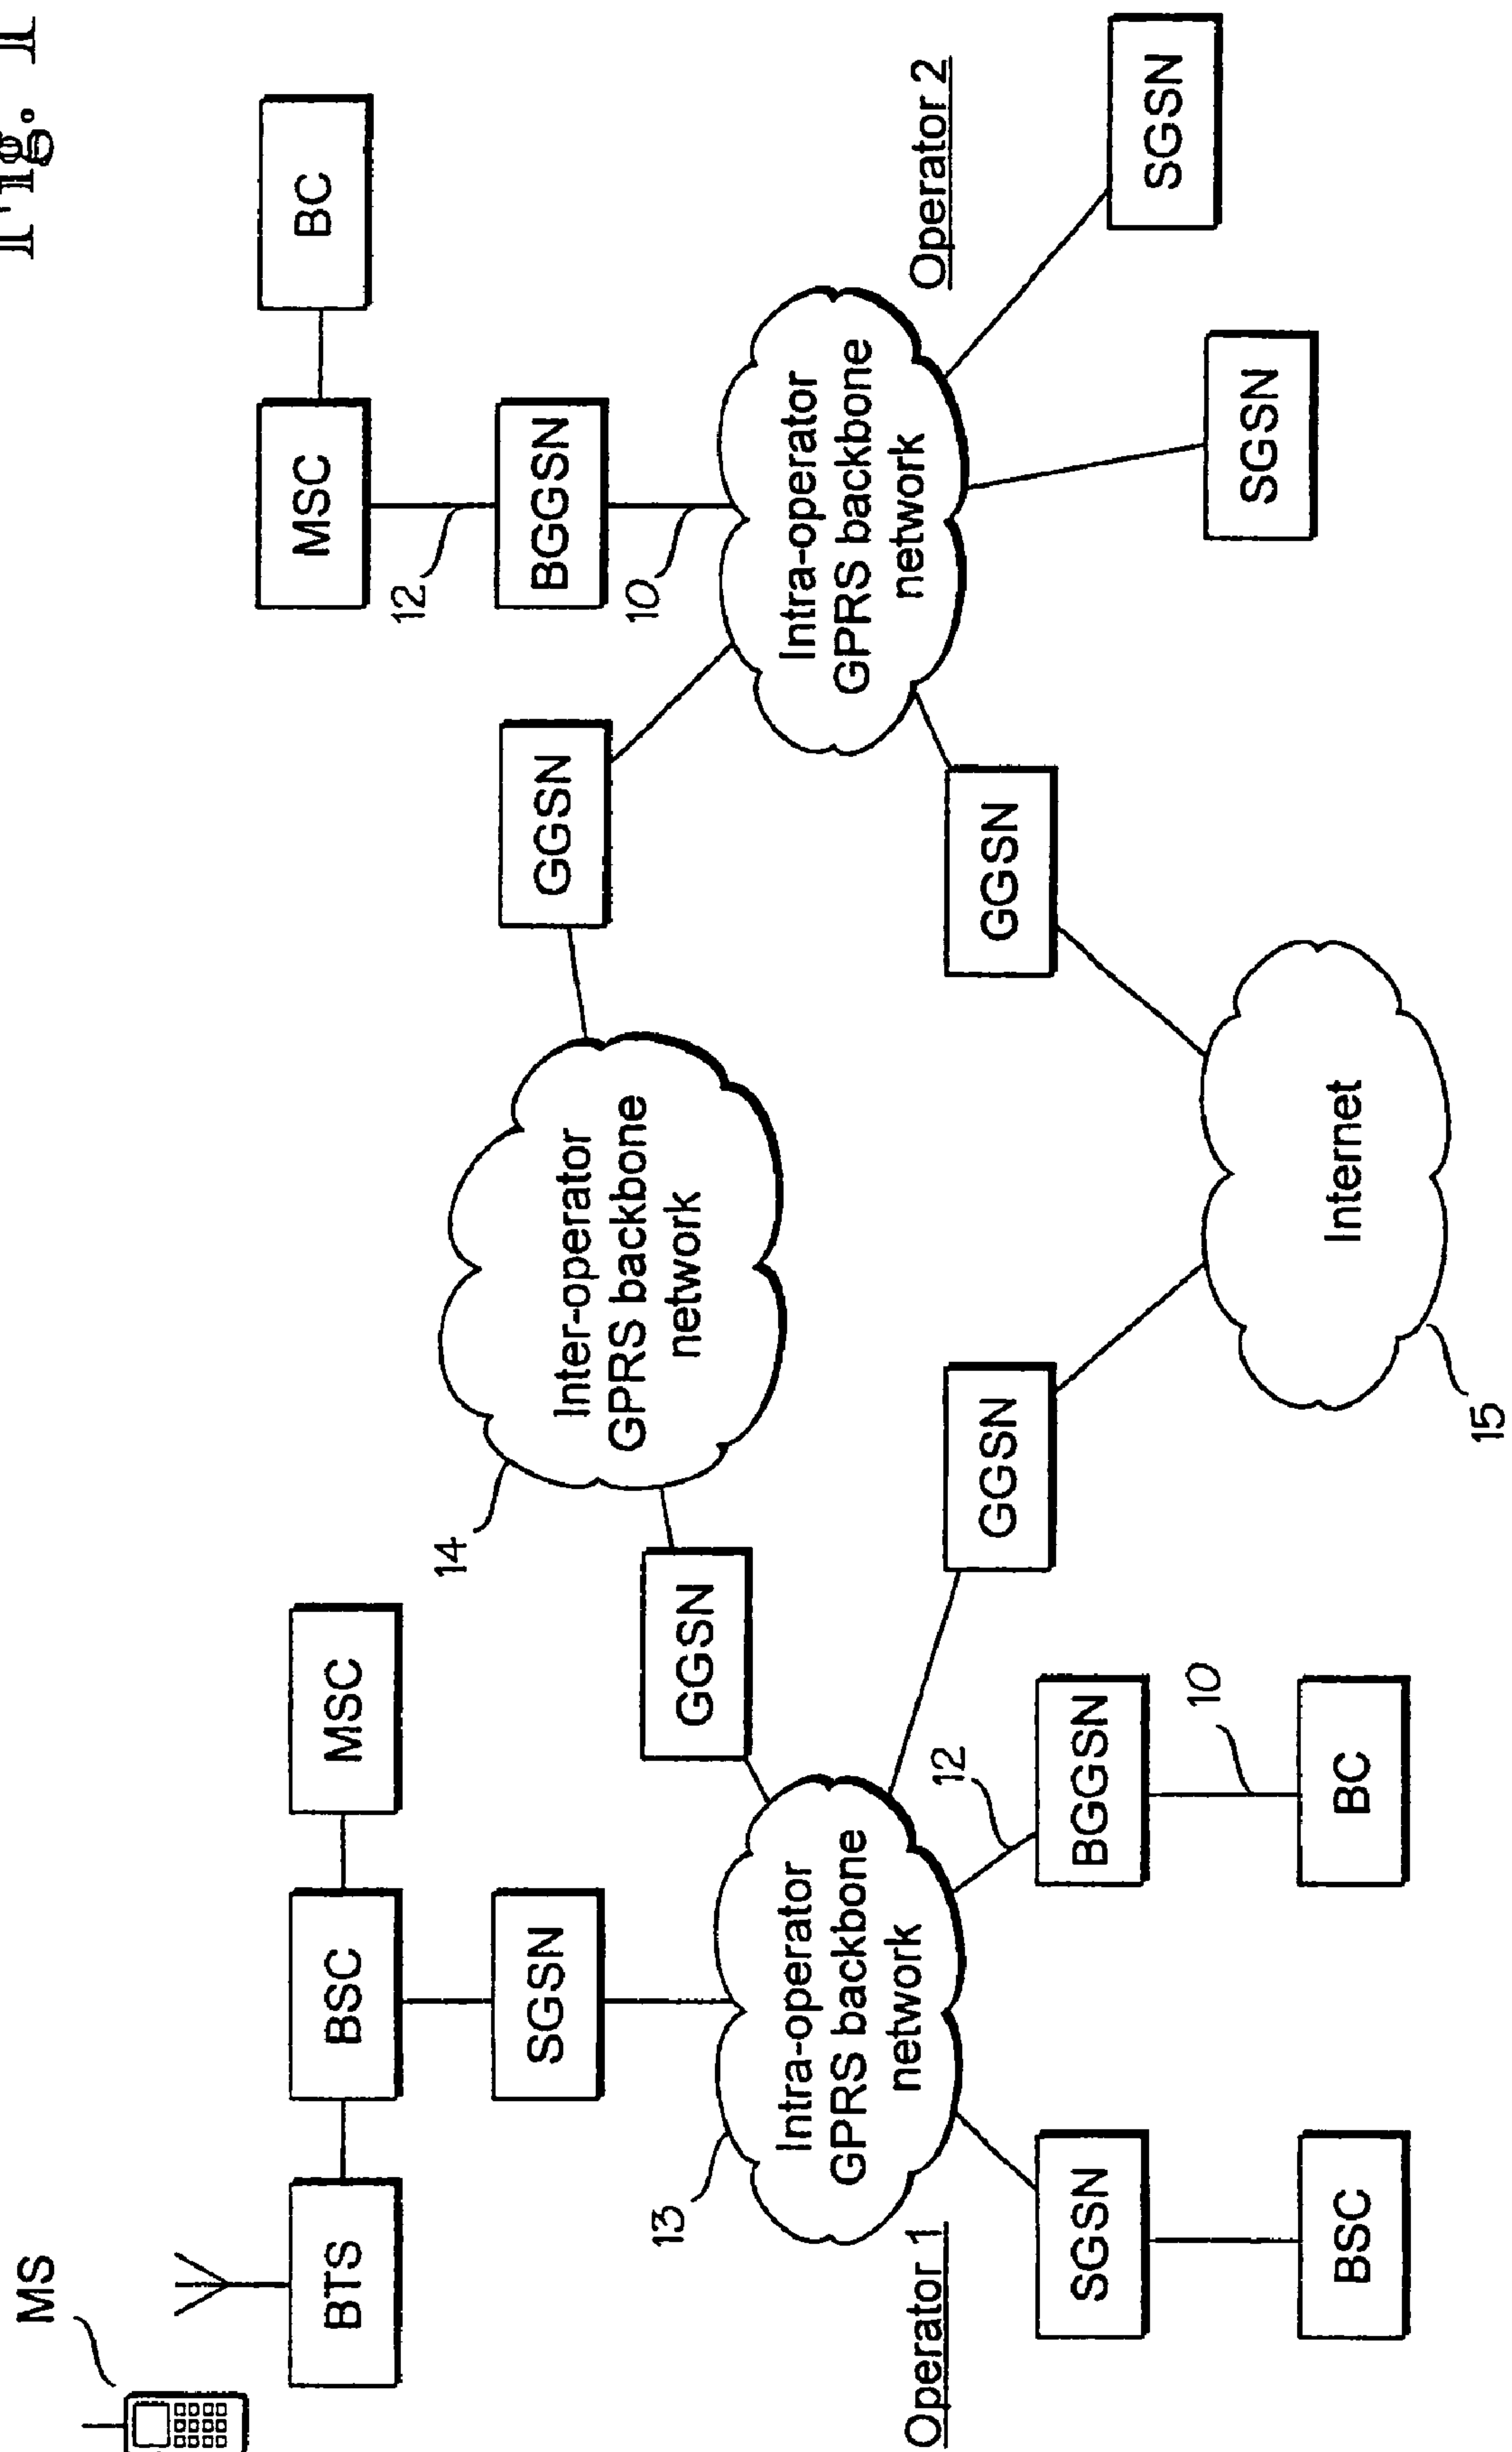 Fig. 1
MS
BTS
BSC
MSC
MSC
BC
12
14
SGSN
BGGSN
GGSN
10
Inter-operator
GPRS backbone
network
GGSN
13
Intra-operator
GPRS backbone
network
Intra-operator
GPRS backbone
network
Operator 1
Operator 2
12
GGSN
GGSN
SGSN
BGGSN
SGSN
10
SGSN
BSC
BC
Internet
15